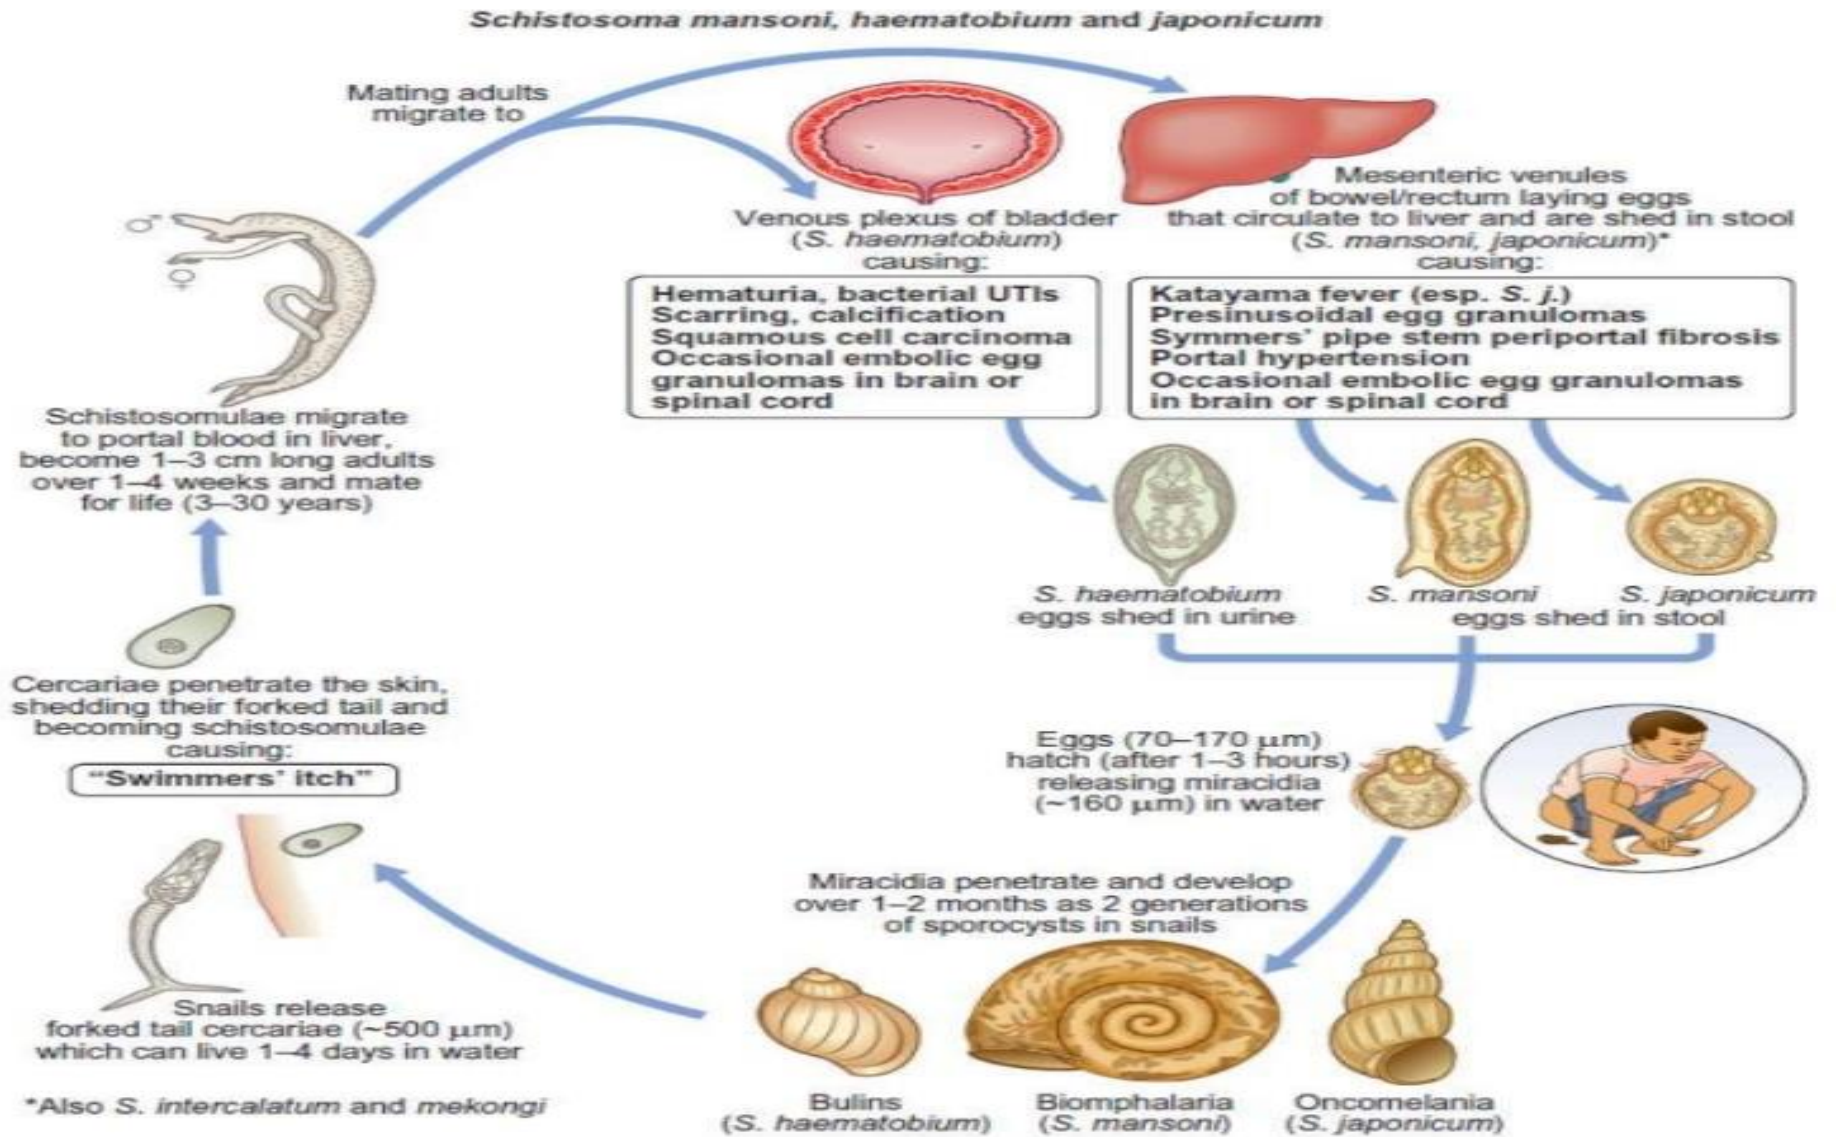 Schistosoma mansoni, haematobium and japonicum
Mating adults
migrate to
Venous plexus of bladder
(S. haematobium)
causing:
Hematuria, bacterial UTIs
Scarring, calcification
Squamous cell carcinoma
Occasional embolic egg
granulomas in brain or
spinal cord
Mesenteric venules
of bowel/rectum laying eggs
that circulate to liver and are shed in stool
(S. mansoni, japonicum)*
causing:
Katayama fever (esp. S. j.)
Presinusoidal egg granulomas
Symmers' pipe stem periportal fibrosis
Portal hypertension
Occasional embolic egg granulomas
in brain or spinal cord
♂
♀
Schistosomulae migrate
to portal blood in liver,
become 1–3 cm long adults
over 1–4 weeks and mate
for life (3–30 years)
S. haematobium
eggs shed in urine
S. mansoni S. japonicum
eggs shed in stool
Cercariae penetrate the skin,
shedding their forked tail and
becoming schistosomulae
causing:
“Swimmers’ itch”
Eggs (70–170 μm)
hatch (after 1–3 hours)
releasing miracidia
(~160 μm) in water
Miracidia penetrate and develop
over 1–2 months as 2 generations
of sporocysts in snails
Snails release
forked tail cercariae (~500 μm)
which can live 1–4 days in water
*Also S. intercalatum and mekongi
Bulins
(S. haematobium)
Biomphalaria
(S. mansoni)
Oncomelania
(S. japonicum)